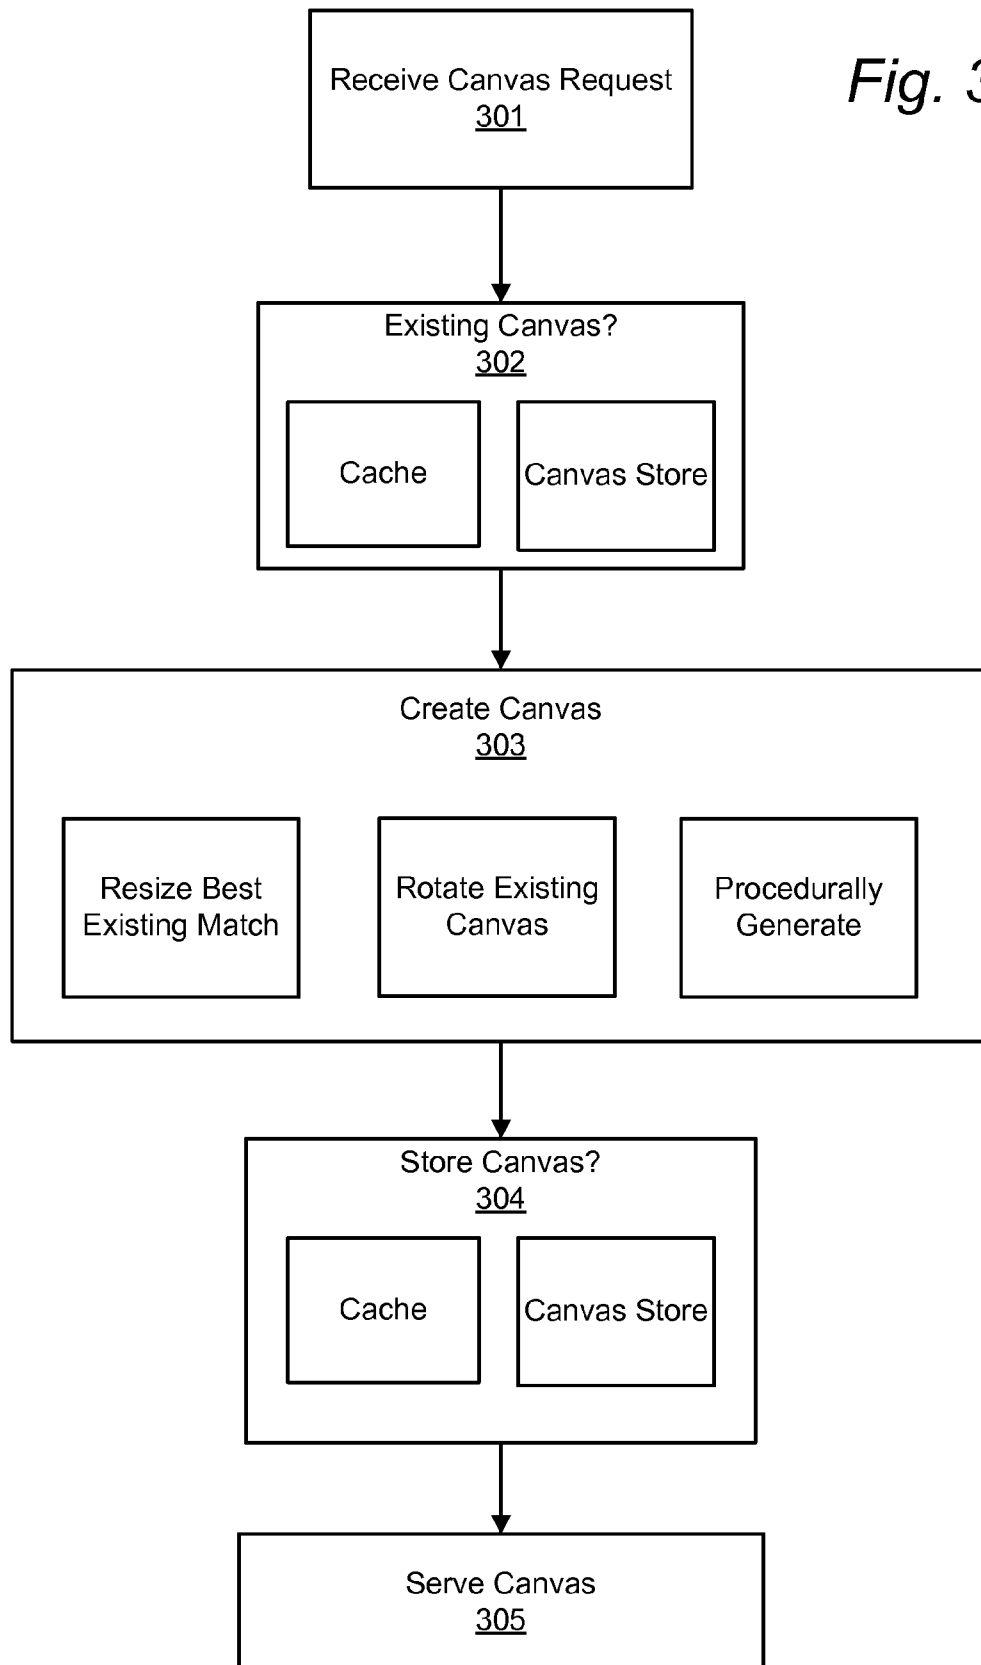 Receive Canvas Request
301
Fig. 3
Existing Canvas?
302
Cache
Canvas Store
Create Canvas
303
Resize Best
Existing Match
Rotate Existing
Canvas
Procedurally
Generate
Store Canvas?
304
Cache
Canvas Store
Serve Canvas
305